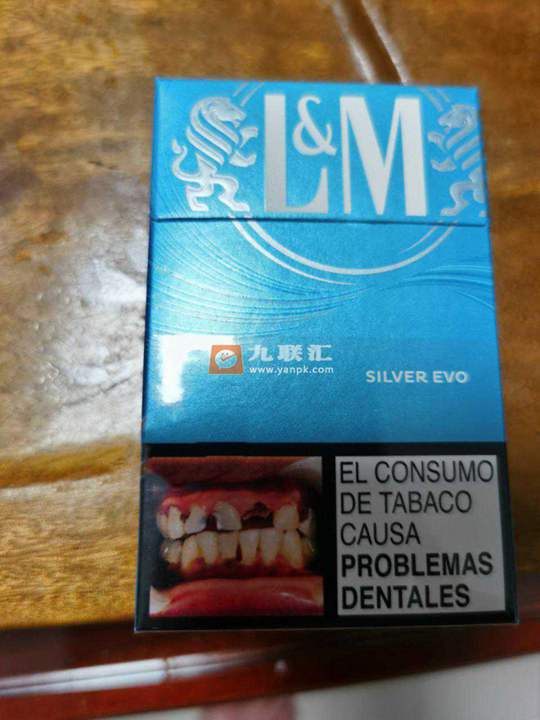 L&M
九联汇
www.yanpk.com
SILVER EVO
EL CONSUMO
DE TABACO
CAUSA
PROBLEMAS
DENTALES